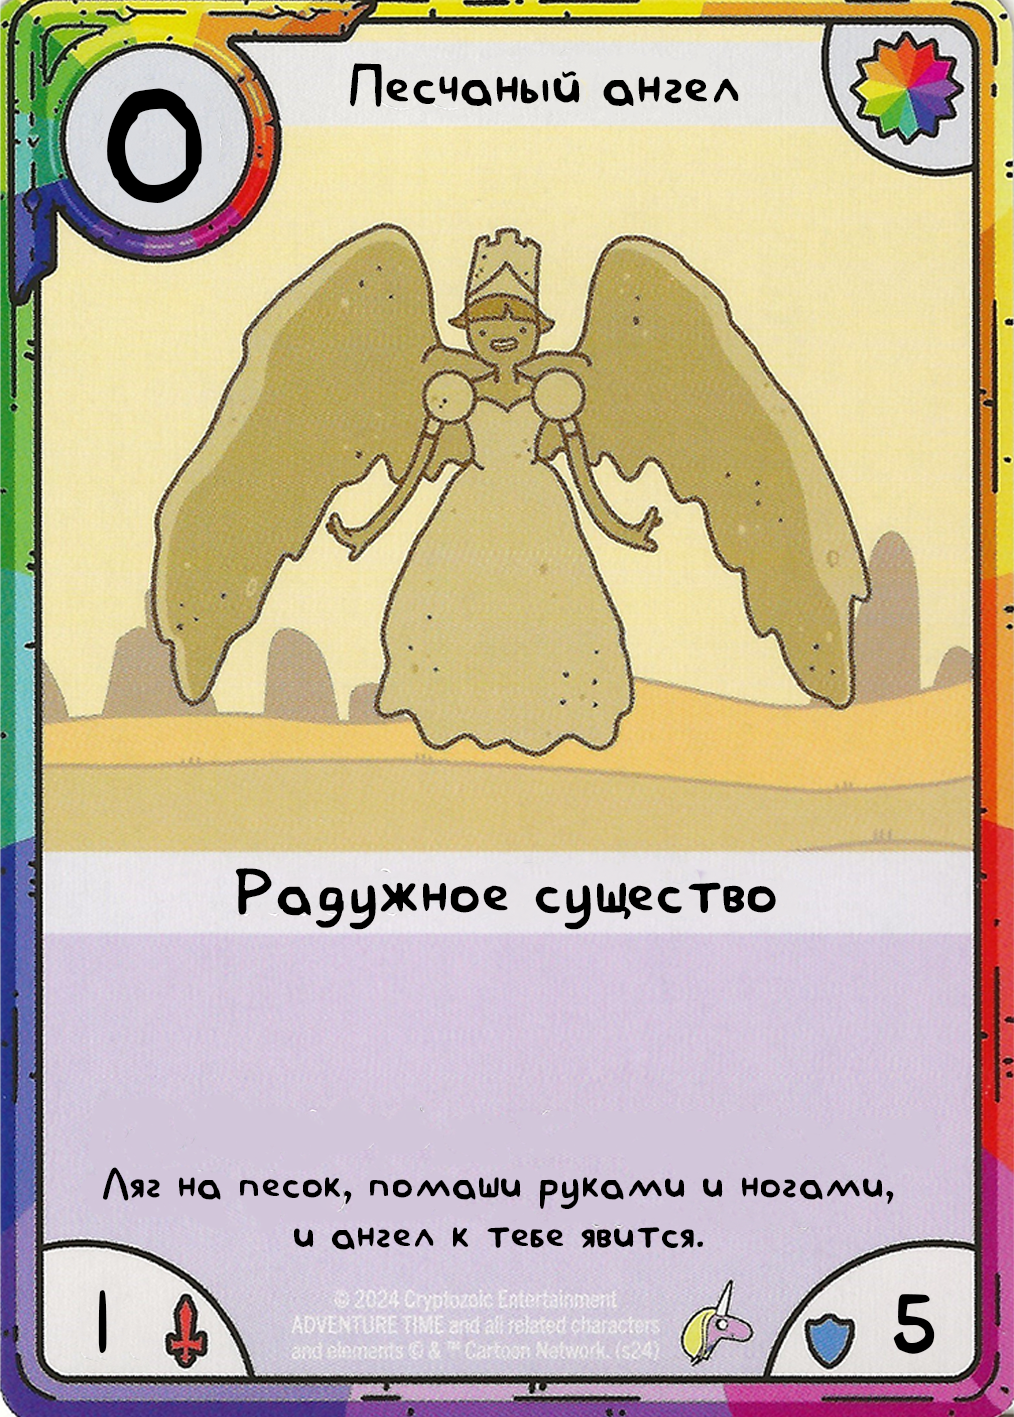 0
Песчаный ангел
Радужное существо
Ляг на песок, помаши руками и ногами,
и ангел к тебе явится.
1
5
© 2024 Cryptozoic Entertainment
ADVENTURE TIME and all related characters
and elements © & ™ Cartoon Network. (s24)